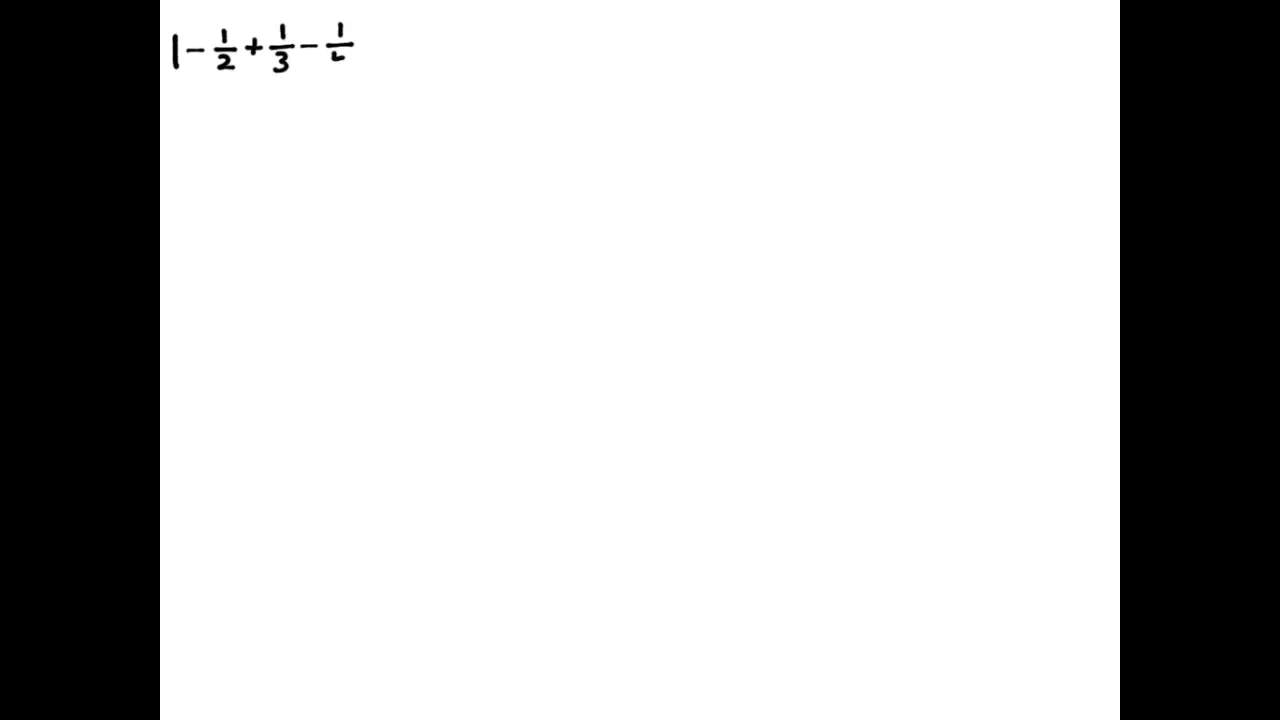 1 - 1/2 + 1/3 - 1/